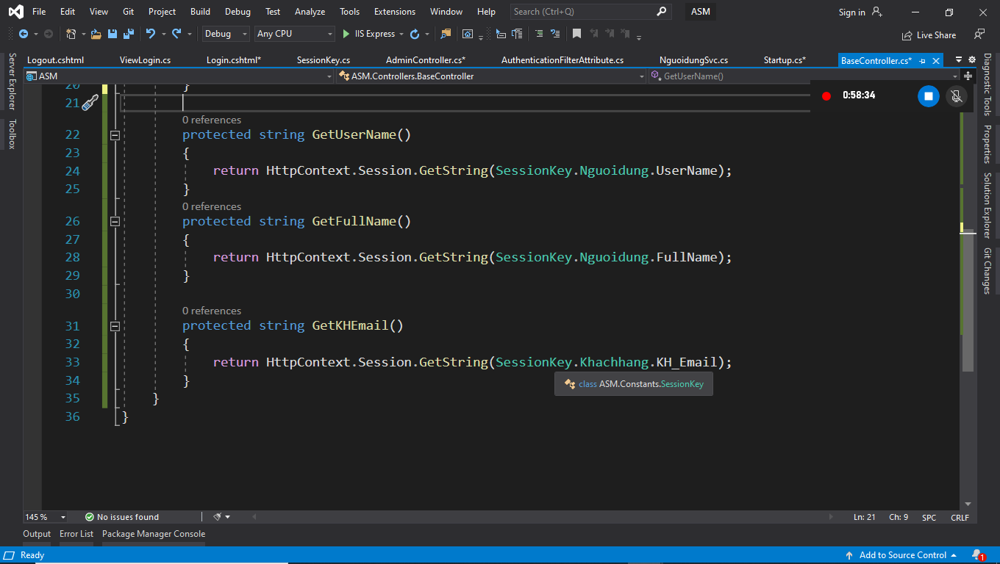 File Edit View Git Project Build Debug Test Analyze Tools Extensions Window Help Search (Ctrl+Q) ASM Sign in
Debug Any CPU IIS Express Live Share
Logout.cshtml ViewLogin.cs Login.cshtml* SessionKey.cs AdminController.cs* AuthenticationFilterAttribute.cs NguoidungSvc.cs Startup.cs* BaseController.cs*
ASM ASM.Controllers.BaseController GetUserName()
Server Explorer
Toolbox
0:58:34
20 }
21
0 references
22 protected string GetUserName()
23 {
24 return HttpContext.Session.GetString(SessionKey.Nguoidung.UserName);
25 }
0 references
26 protected string GetFullName()
27 {
28 return HttpContext.Session.GetString(SessionKey.Nguoidung.FullName);
29 }
30
0 references
31 protected string GetKHEmail()
32 {
33 return HttpContext.Session.GetString(SessionKey.Khachhang.KH_Email);
class ASM.Constants.SessionKey
34 }
35 }
36 }
Diagnostic Tools
Properties
Solution Explorer
Git Changes
145 % No issues found Ln: 21 Ch: 9 SPC CRLF
Output Error List Package Manager Console
Ready Add to Source Control 1